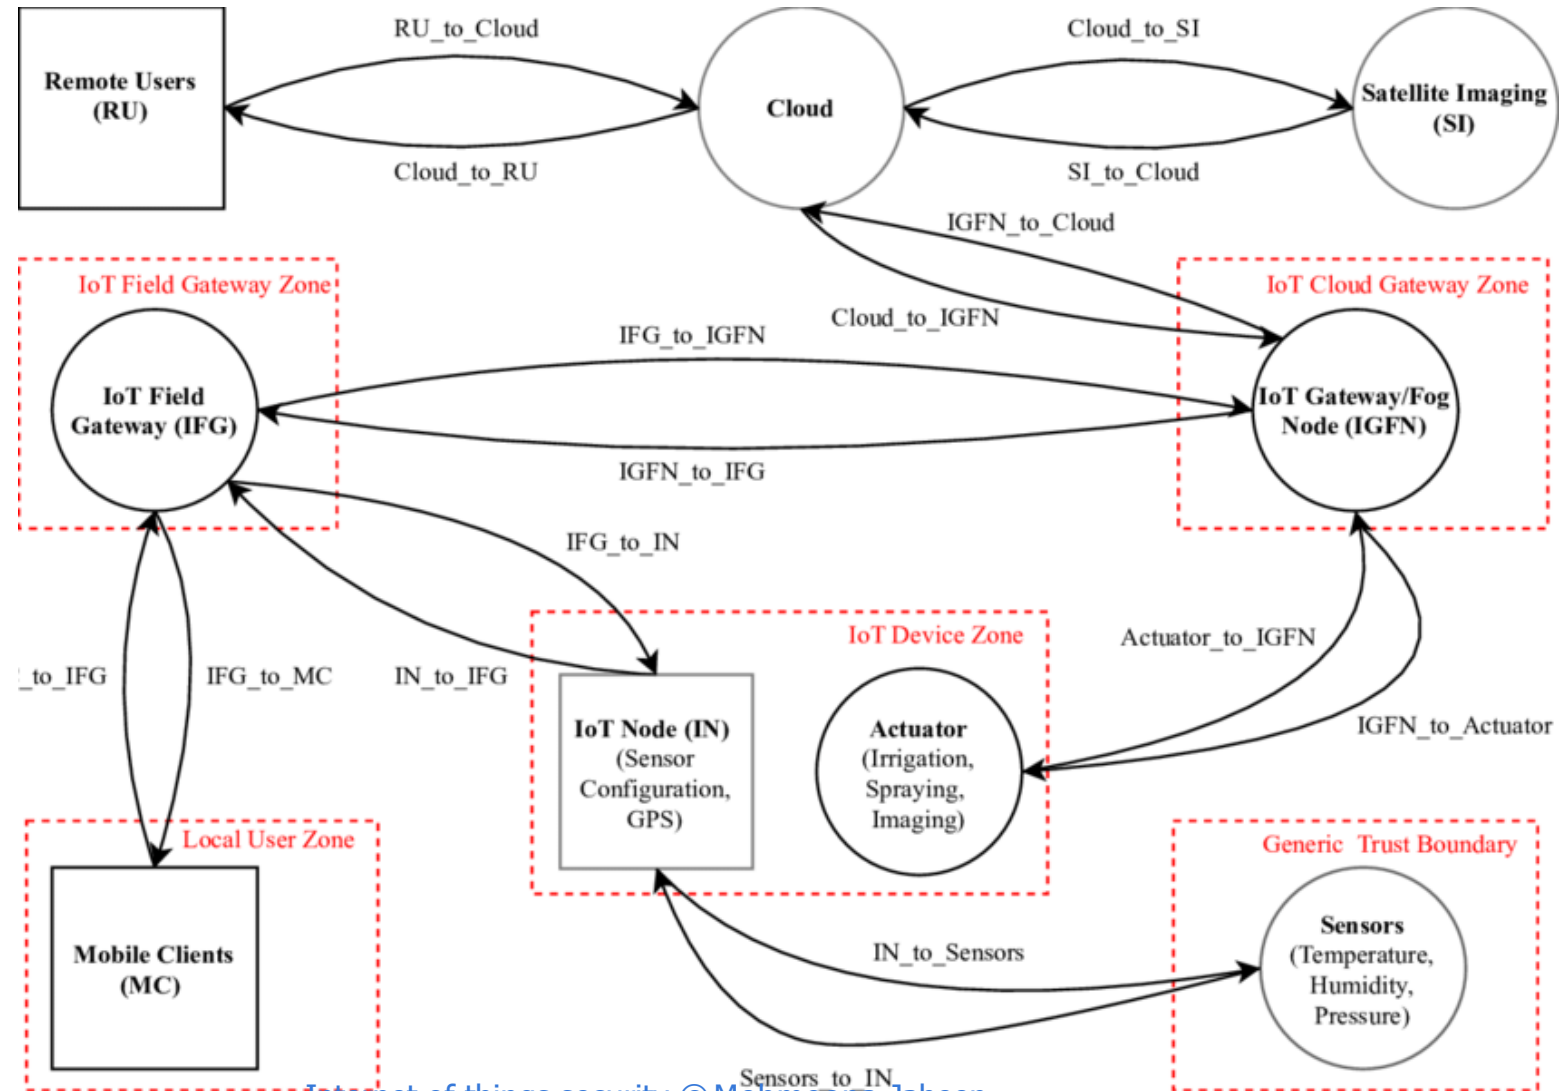 RU_to_Cloud
Cloud_to_SI
Remote Users
(RU)
Cloud
Satellite Imaging
(SI)
Cloud_to_RU
SI_to_Cloud
IGFN_to_Cloud
IoT Field Gateway Zone
IoT Cloud Gateway Zone
Cloud_to_IGFN
IFG_to_IGFN
IoT Field
Gateway (IFG)
IoT Gateway/Fog
Node (IGFN)
IGFN_to_IFG
IFG_to_IN
IoT Device Zone
Actuator_to_IGFN
_to_IFG
IFG_to_MC
IN_to_IFG
IoT Node (IN)
(Sensor
Configuration,
GPS)
Actuator
(Irrigation,
Spraying,
Imaging)
IGFN_to_Actuator
Local User Zone
Generic Trust Boundary
Mobile Clients
(MC)
IN_to_Sensors
Sensors
(Temperature,
Humidity,
Pressure)
Sensors_to_IN
of things security ©